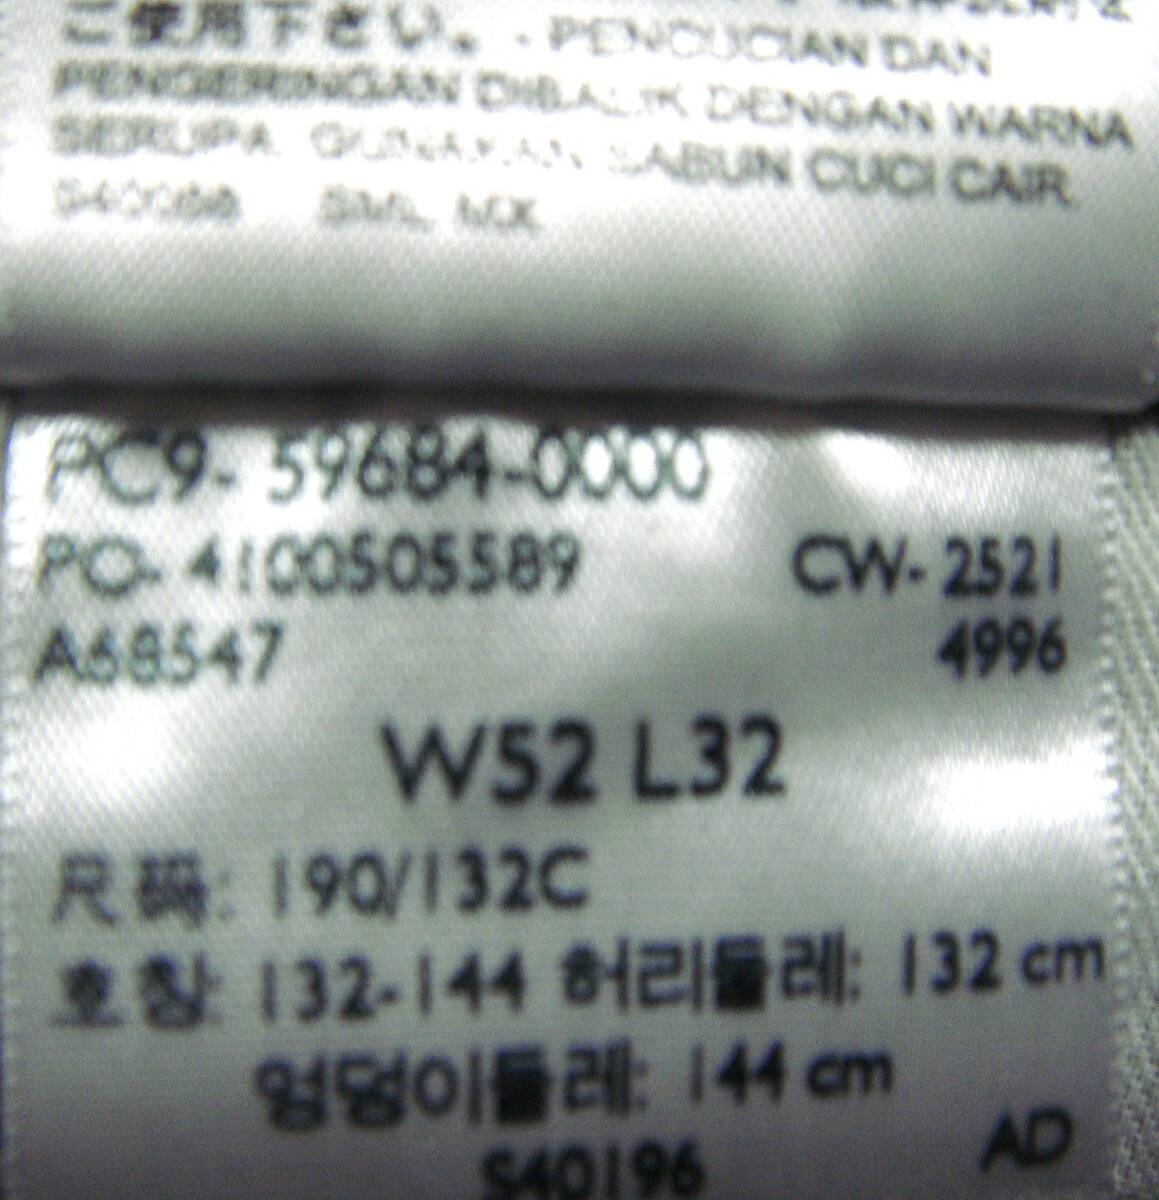 ご使用下さい。 - PENCUCIAN DAN
PENGERINGAN DIBALIK DENGAN WARNA
SERUPA GUNAKAN SABUN CUCI CAIR
SML MX
PC9- 59684-0000
PO- 4100505589 CW- 2521
A68547 4996
W52 L32
尺码: 190/132C
호칭: 132-144 허리둘레: 132 cm
엉덩이둘레: 144 cm
S40196 AD